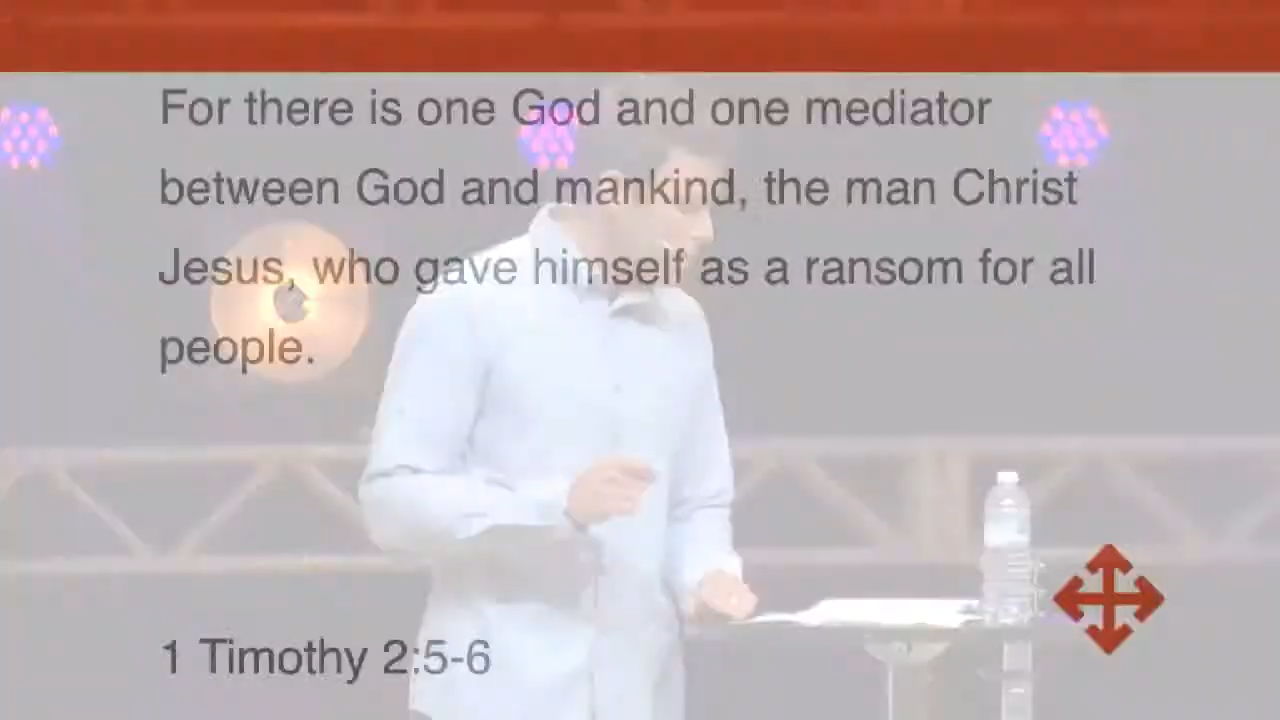 For there is one God and one mediator
between God and mankind, the man Christ
Jesus, who gave himself as a ransom for all
people.
1 Timothy 2:5-6